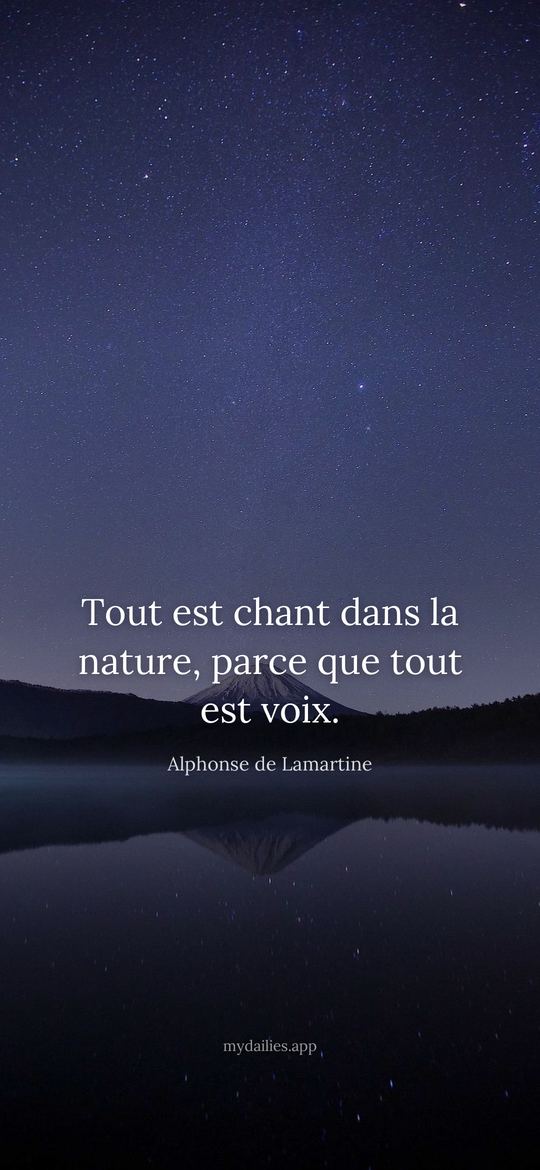 Tout est chant dans la
nature, parce que tout
est voix.
Alphonse de Lamartine
mydailies.app